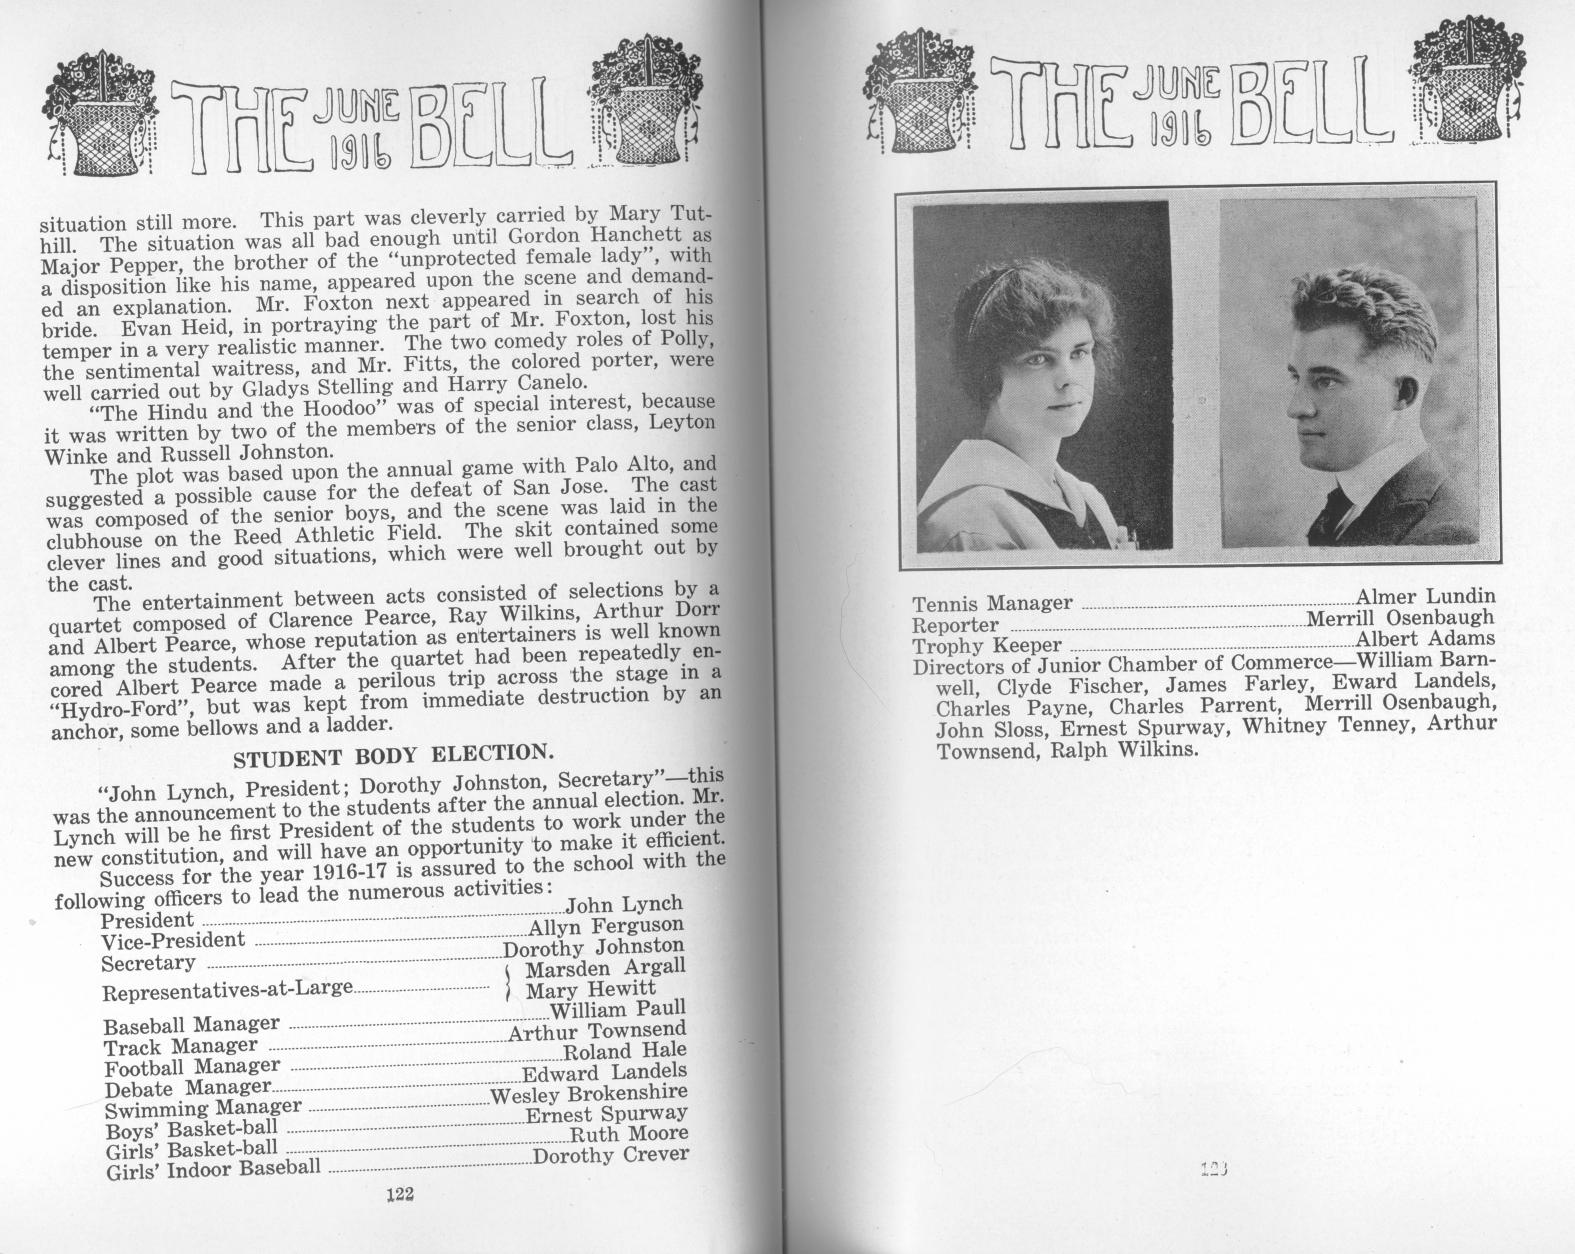 THE JUNE 1916 BELL
situation still more. This part was cleverly carried by Mary Tut-
hill. The situation was all bad enough until Gordon Hanchett as
Major Pepper, the brother of the “unprotected female lady”, with
a disposition like his name, appeared upon the scene and demand-
ed an explanation. Mr. Foxton next appeared in search of his
bride. Evan Heid, in portraying the part of Mr. Foxton, lost his
temper in a very realistic manner. The two comedy roles of Polly,
the sentimental waitress, and Mr. Fitts, the colored porter, were
well carried out by Gladys Stelling and Harry Canelo.
“The Hindu and the Hoodoo” was of special interest, because
it was written by two of the members of the senior class, Leyton
Winke and Russell Johnston.
The plot was based upon the annual game with Palo Alto, and
suggested a possible cause for the defeat of San Jose. The cast
was composed of the senior boys, and the scene was laid in the
clubhouse on the Reed Athletic Field. The skit contained some
clever lines and good situations, which were well brought out by
the cast.
The entertainment between acts consisted of selections by a
quartet composed of Clarence Pearce, Ray Wilkins, Arthur Dorr
and Albert Pearce, whose reputation as entertainers is well known
among the students. After the quartet had been repeatedly en-
cored Albert Pearce made a perilous trip across the stage in a
“Hydro-Ford”, but was kept from immediate destruction by an
anchor, some bellows and a ladder.
STUDENT BODY ELECTION.
“John Lynch, President; Dorothy Johnston, Secretary”—this
was the announcement to the students after the annual election. Mr.
Lynch will be he first President of the students to work under the
new constitution, and will have an opportunity to make it efficient.
Success for the year 1916-17 is assured to the school with the
following officers to lead the numerous activities:
President ........ John Lynch
Vice-President ........ Allyn Ferguson
Secretary ........ Dorothy Johnston
Representatives-at-Large ........ { Marsden Argall
Mary Hewitt
Baseball Manager ........ William Paull
Track Manager ........ Arthur Townsend
Football Manager ........ Roland Hale
Debate Manager ........ Edward Landels
Swimming Manager ........ Wesley Brokenshire
Boys’ Basket-ball ........ Ernest Spurway
Girls’ Basket-ball ........ Ruth Moore
Girls’ Indoor Baseball ........ Dorothy Crever
122
THE JUNE 1916 BELL
Tennis Manager ........ Almer Lundin
Reporter ........ Merrill Osenbaugh
Trophy Keeper ........ Albert Adams
Directors of Junior Chamber of Commerce—William Barn-
well, Clyde Fischer, James Farley, Eward Landels,
Charles Payne, Charles Parrent, Merrill Osenbaugh,
John Sloss, Ernest Spurway, Whitney Tenney, Arthur
Townsend, Ralph Wilkins.
123